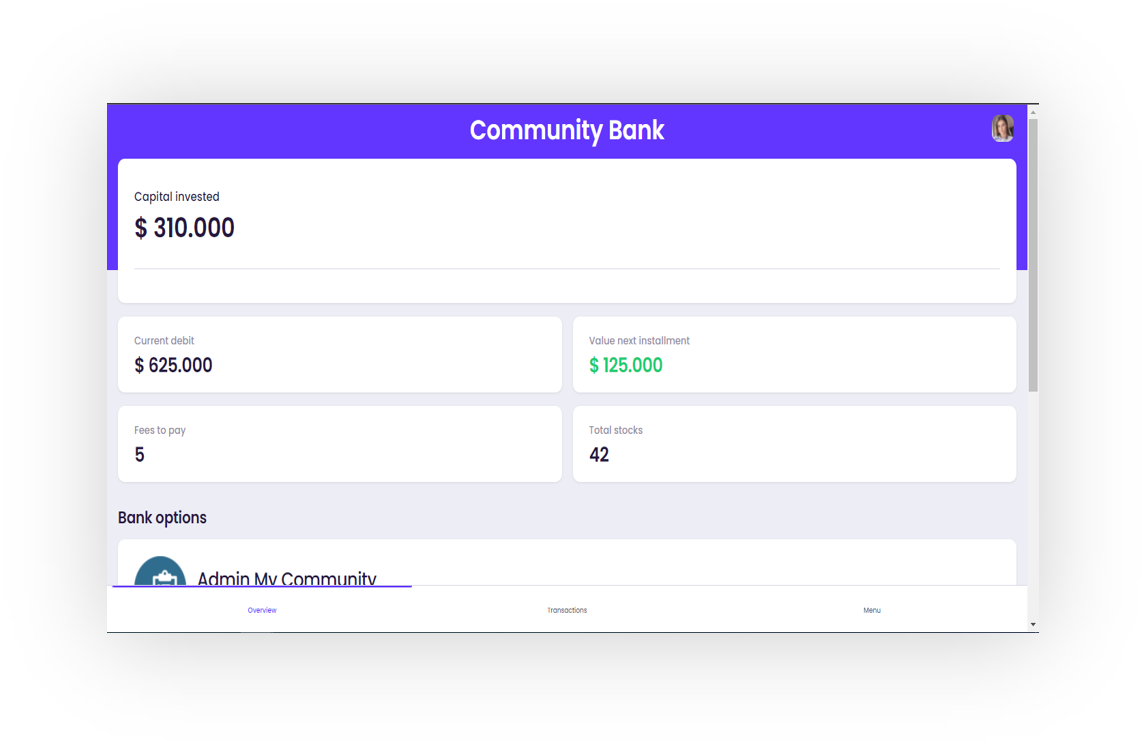 Community Bank
Capital invested
$ 310.000
Current debit
$ 625.000
Value next installment
$ 125.000
Fees to pay
5
Total stocks
42
Bank options
Admin My Community
Overview
Transactions
Menu